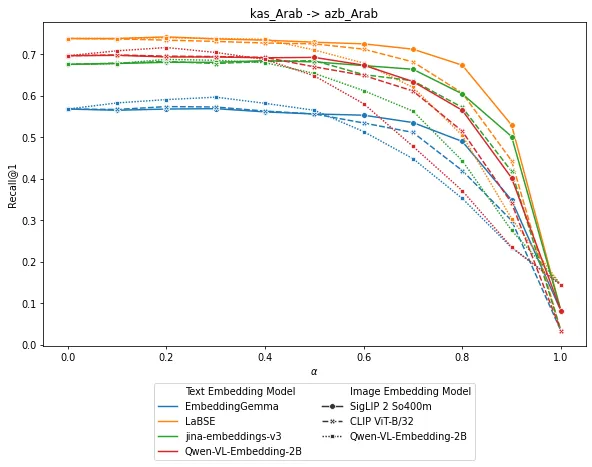 kas_Arab -> azb_Arab
Recall@1
0.7
0.6
0.5
0.4
0.3
0.2
0.1
0.0
0.0 0.2 0.4 0.6 0.8 1.0
α
Text Embedding Model Image Embedding Model
EmbeddingGemma SigLIP 2 So400m
LaBSE CLIP ViT-B/32
jina-embeddings-v3 Qwen-VL-Embedding-2B
Qwen-VL-Embedding-2B